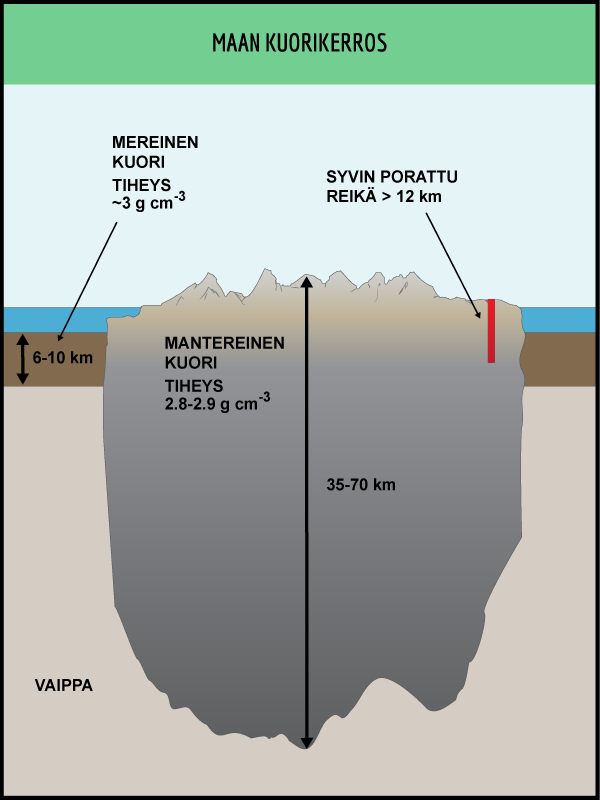 MAAN KUORIKERROS
MEREINEN
KUORI
TIHEYS
~3 g cm-3
SYVIN PORATTU
REIKÄ > 12 km
MANTEREINEN
KUORI
TIHEYS
2.8-2.9 g cm-3
6-10 km
35-70 km
VAIPPA